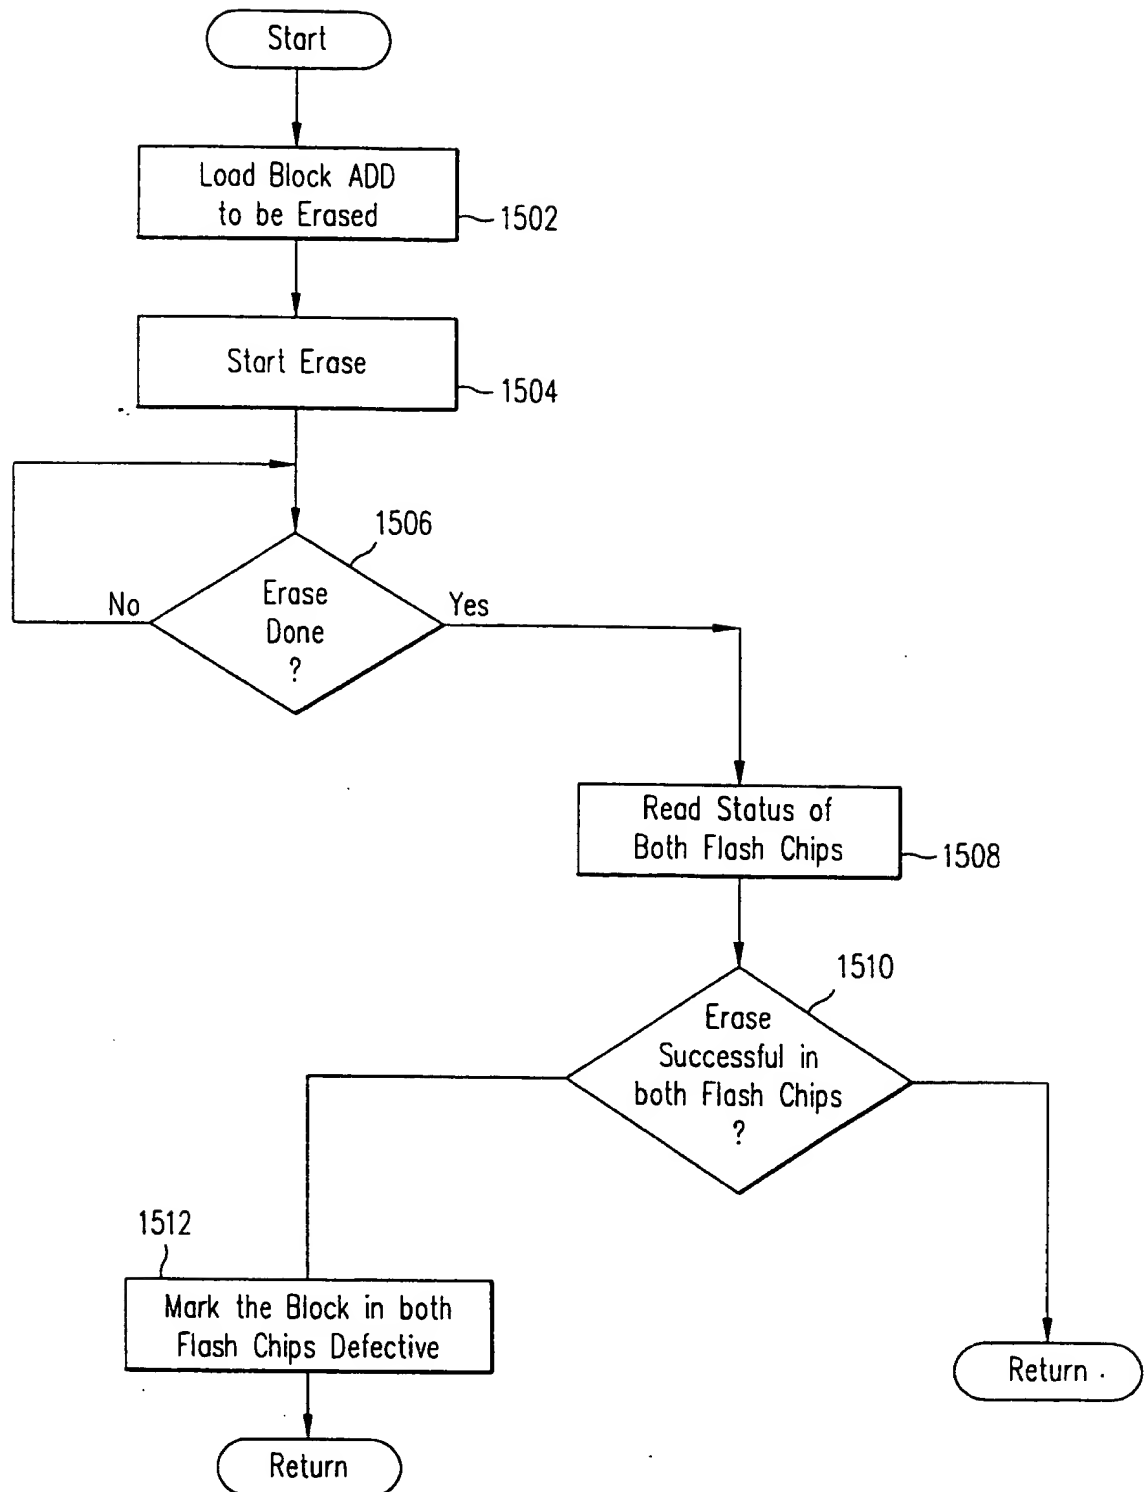 Start
Load Block ADD
to be Erased
1502
Start Erase
1504
1506
Erase
Done
?
No
Yes
Read Status of
Both Flash Chips
1508
1510
Erase
Successful in
both Flash Chips
?
1512
Mark the Block in both
Flash Chips Defective
Return
Return